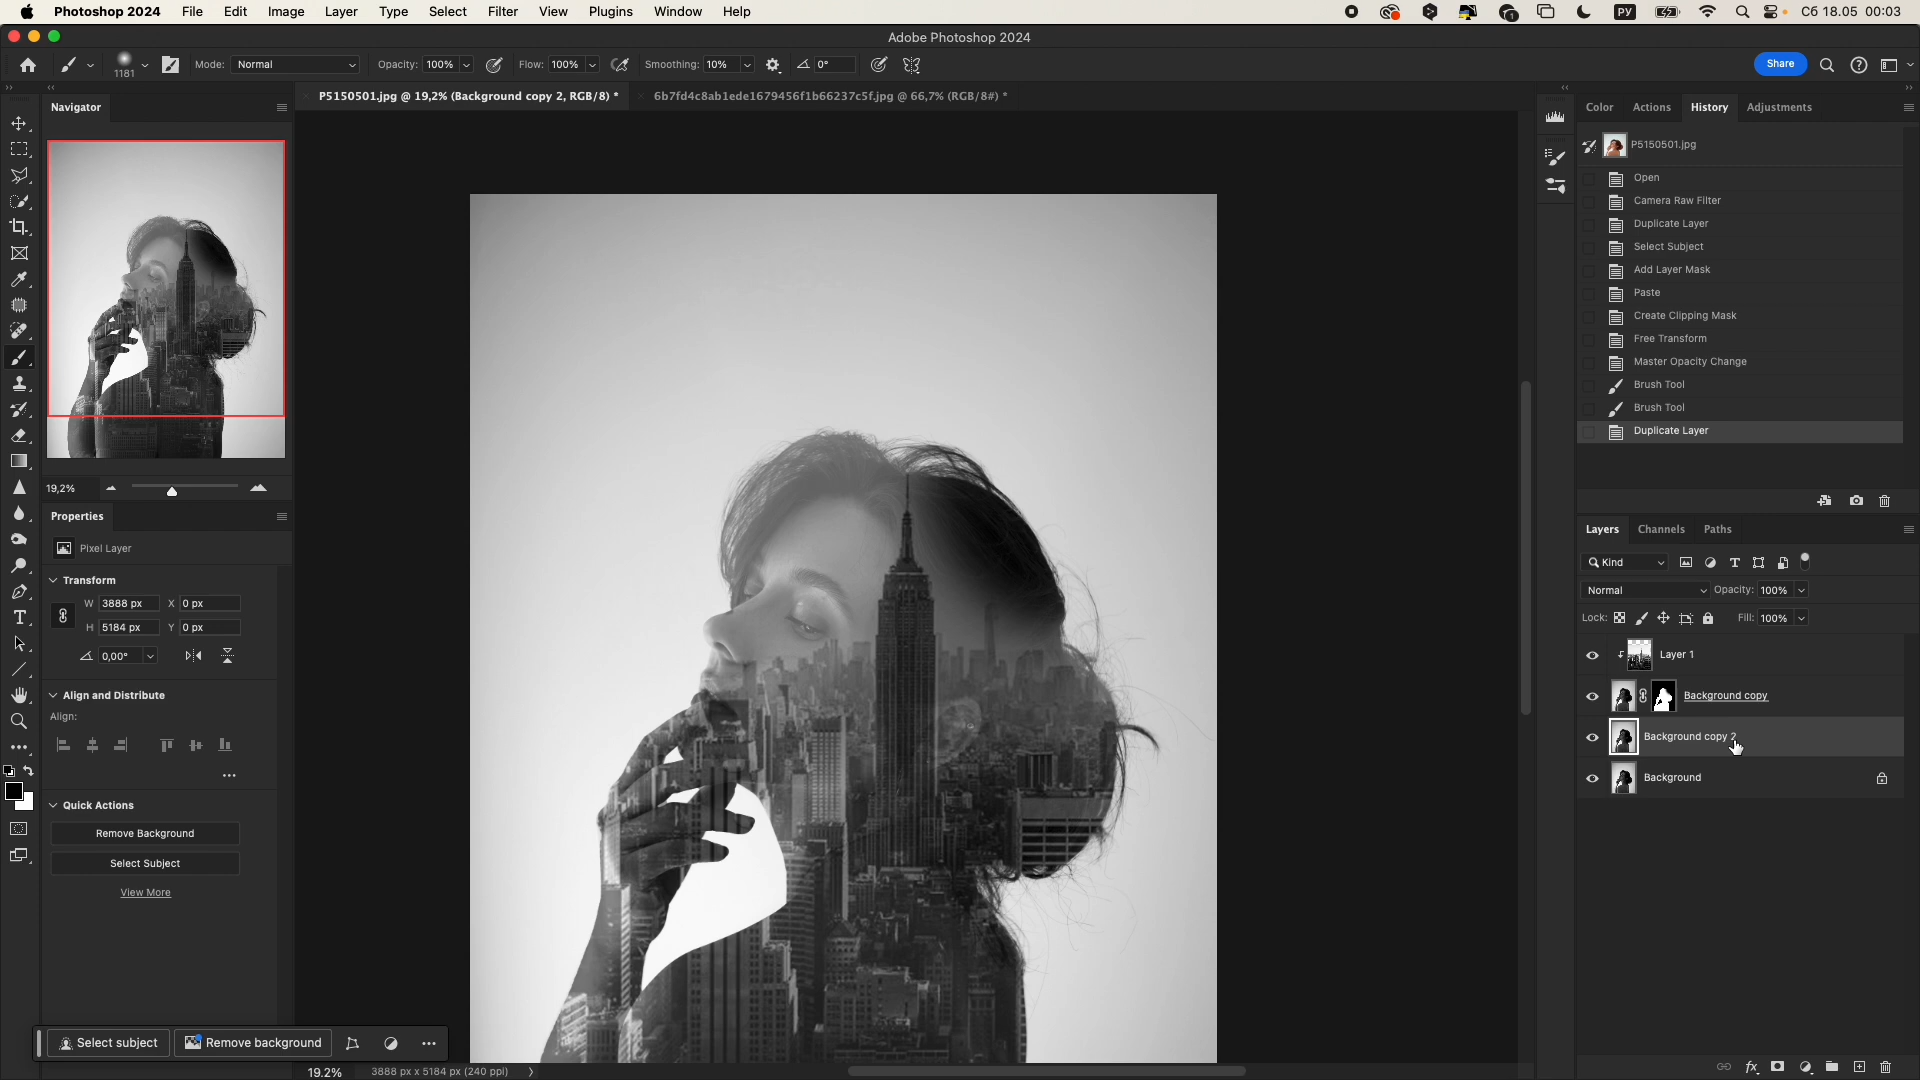 Photoshop 2024 File Edit Image Layer Type Select Filter View Plugins Window Help
1 РУ Сб 18.05 00:03
Adobe Photoshop 2024
1181 Mode: Normal Opacity: 100% Flow: 100% Smoothing: 10% 0° Share
Navigator
P5150501.jpg @ 19,2% (Background copy 2, RGB/8) *
6b7fd4c8ab1ede1679456f1b66237c5f.jpg @ 66,7% (RGB/8#) *
Color Actions History Adjustments
P5150501.jpg
Open
Camera Raw Filter
Duplicate Layer
Select Subject
Add Layer Mask
Paste
Create Clipping Mask
Free Transform
Master Opacity Change
Brush Tool
Brush Tool
Duplicate Layer
19,2%
Properties
Pixel Layer
Transform
W 3888 px X 0 px
H 5184 px Y 0 px
0,00°
Align and Distribute
Align:
Quick Actions
Remove Background
Select Subject
View More
Layers Channels Paths
Kind
Normal Opacity: 100%
Lock: Fill: 100%
Layer 1
Background copy
Background copy 2
Background
Select subject Remove background
19.2% 3888 px x 5184 px (240 ppi)
fx